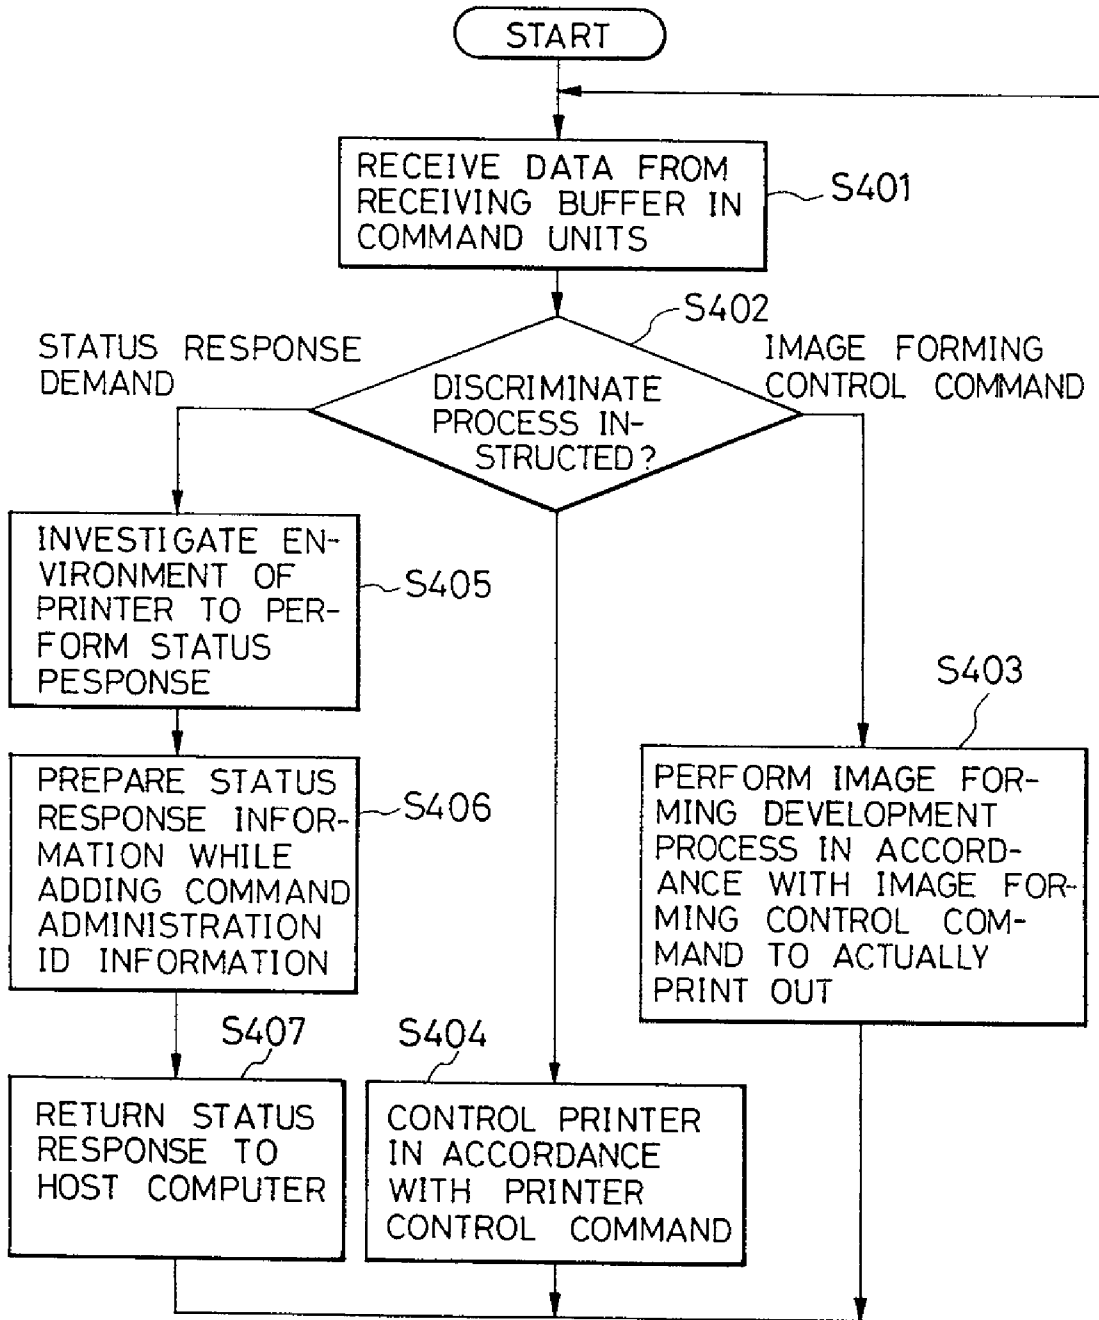 START
RECEIVE DATA FROM
RECEIVING BUFFER IN
COMMAND UNITS
S401
S402
STATUS RESPONSE
DEMAND
IMAGE FORMING
CONTROL COMMAND
DISCRIMINATE
PROCESS IN-
STRUCTED?
INVESTIGATE EN-
VIRONMENT OF
PRINTER TO PER-
FORM STATUS
PESPONSE
S405
PREPARE STATUS
RESPONSE INFOR-
MATION WHILE
ADDING COMMAND
ADMINISTRATION
ID INFORMATION
S406
S403
PERFORM IMAGE FOR-
MING DEVELOPMENT
PROCESS IN ACCORD-
ANCE WITH IMAGE FOR-
MING CONTROL COM-
MAND TO ACTUALLY
PRINT OUT
S407
RETURN STATUS
RESPONSE TO
HOST COMPUTER
S404
CONTROL PRINTER
IN ACCORDANCE
WITH PRINTER
CONTROL COMMAND